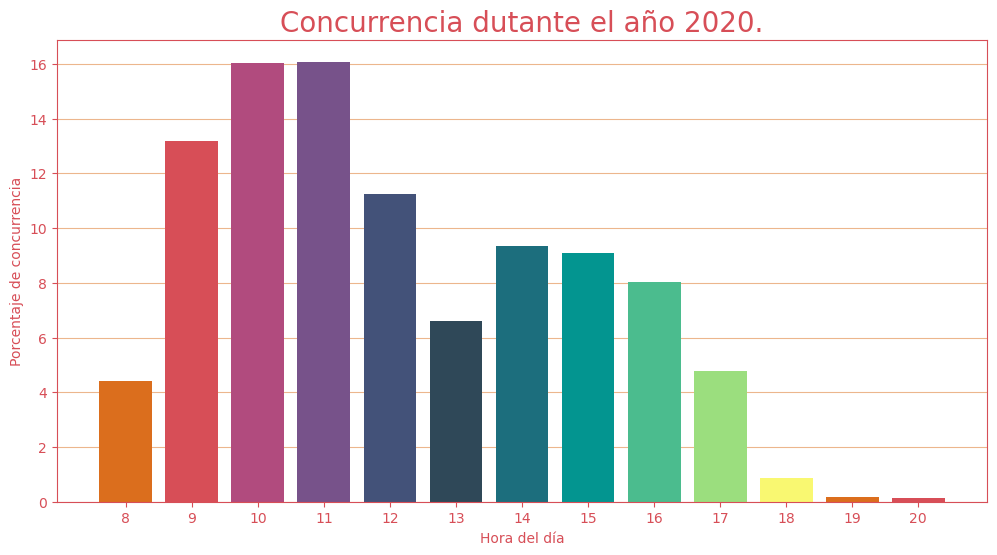 Concurrencia dutante el año 2020.
Porcentaje de concurrencia
16
14
12
10
8
6
4
2
0
8 9 10 11 12 13 14 15 16 17 18 19 20
Hora del día